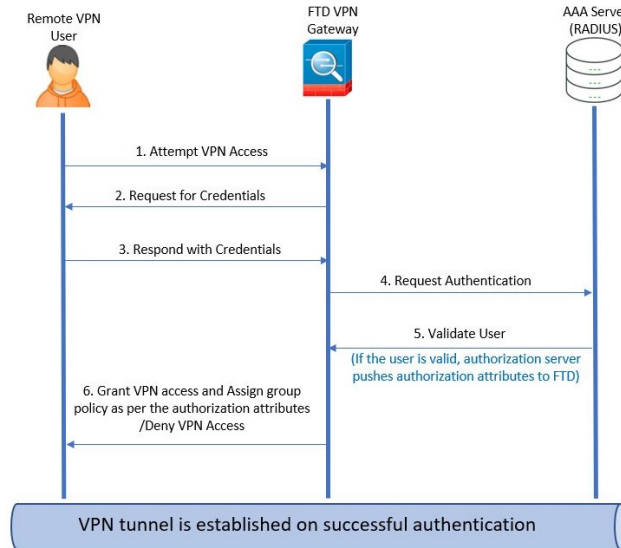 Remote VPN
User
FTD VPN
Gateway
AAA Server
(RADIUS)
1. Attempt VPN Access
2. Request for Credentials
3. Respond with Credentials
4. Request Authentication
5. Validate User
(If the user is valid, authorization server
pushes authorization attributes to FTD)
6. Grant VPN access and Assign group
policy as per the authorization attributes
/Deny VPN Access
VPN tunnel is established on successful authentication